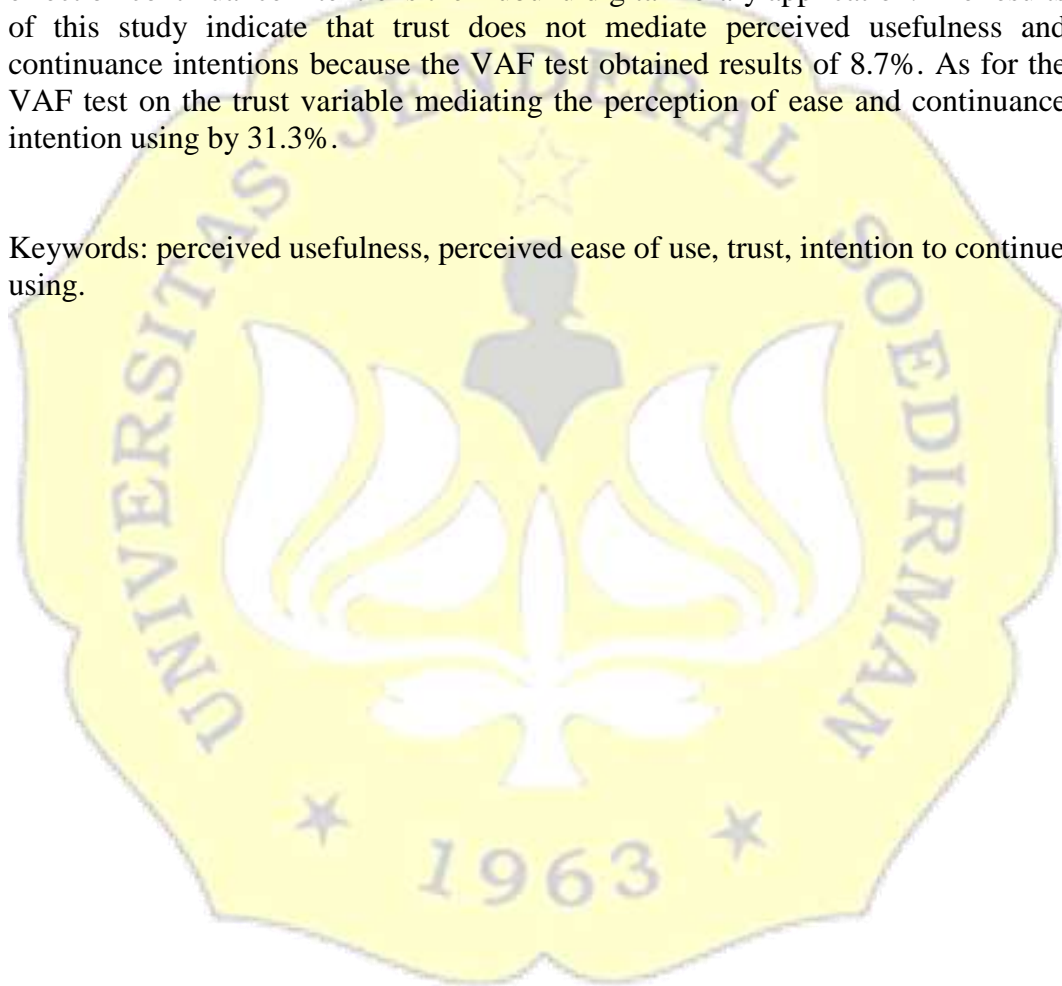 of this study indicate that trust does not mediate perceived usefulness and
continuance intentions because the VAF test obtained results of 8.7%. As for the
VAF test on the trust variable mediating the perception of ease and continuance
intention using by 31.3%.
Keywords: perceived usefulness, perceived ease of use, trust, intention to continue
using.
UNIVERSITAS JENDERAL SOEDIRMAN
1963